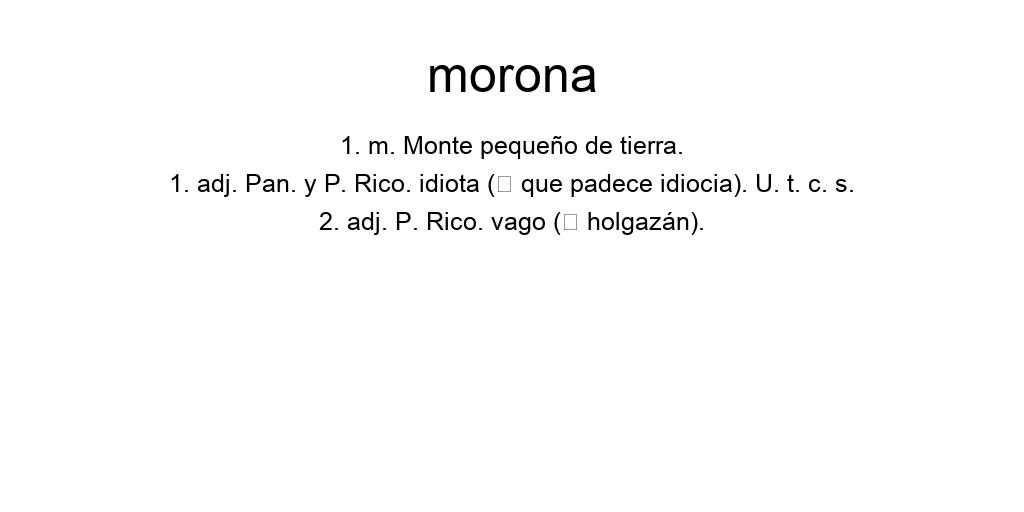 morona
1. m. Monte pequeño de tierra.
1. adj. Pan. y P. Rico. idiota (□ que padece idiocia). U. t. c. s.
2. adj. P. Rico. vago (□ holgazán).